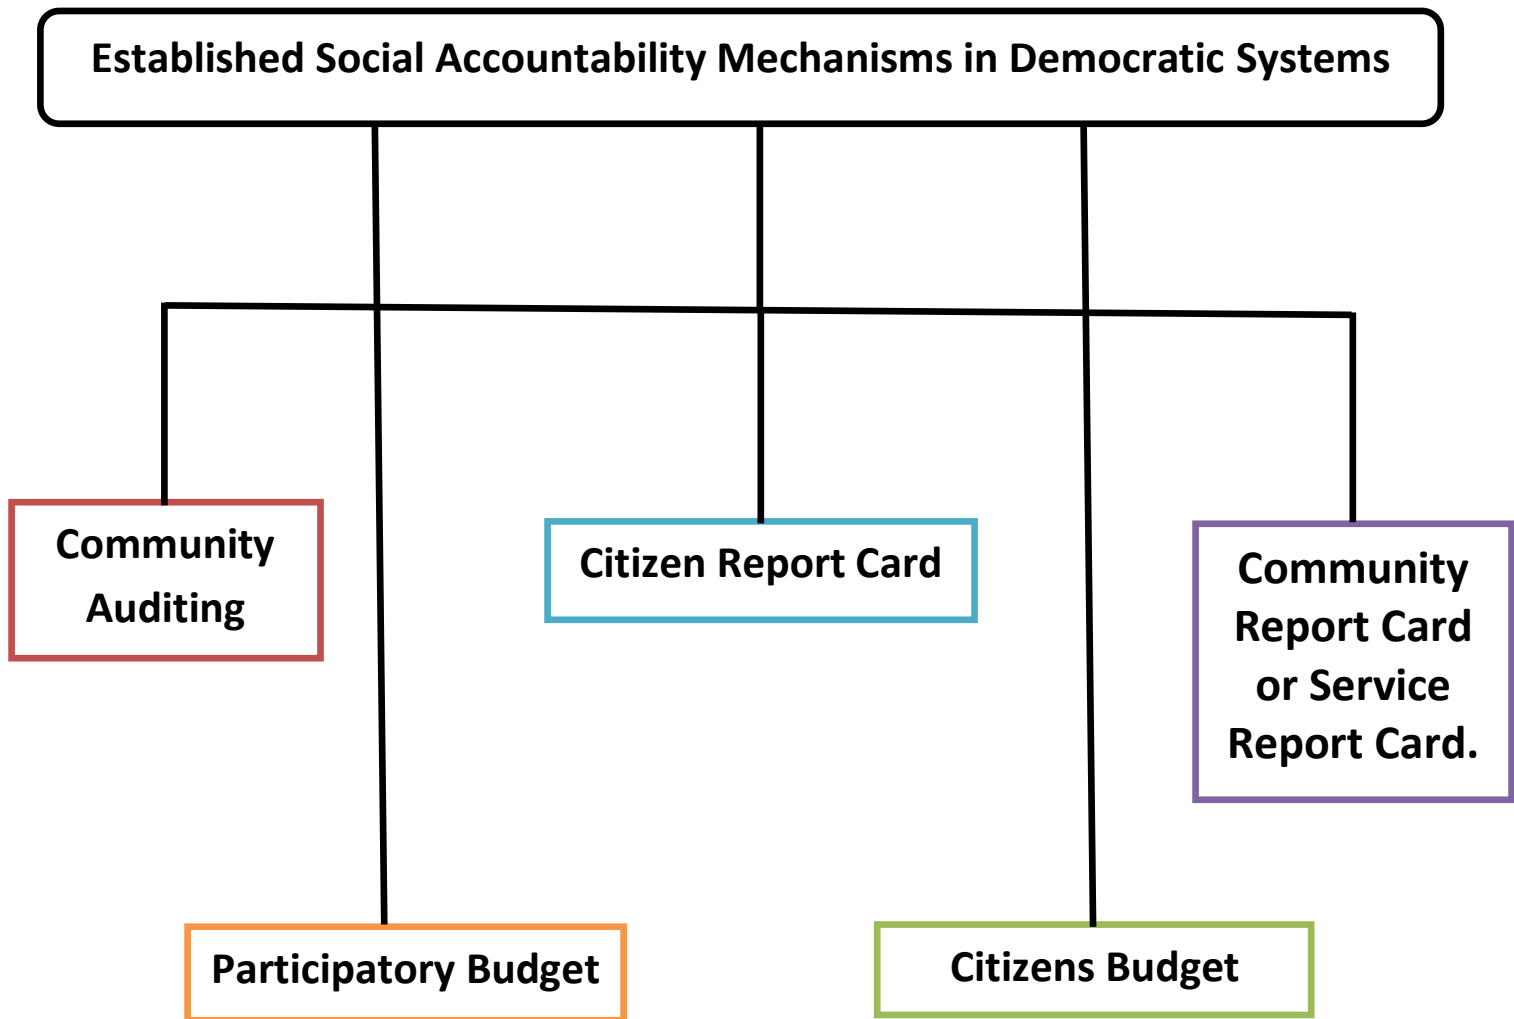 Established Social Accountability Mechanisms in Democratic Systems
Community
Auditing
Citizen Report Card
Community
Report Card
or Service
Report Card.
Participatory Budget
Citizens Budget